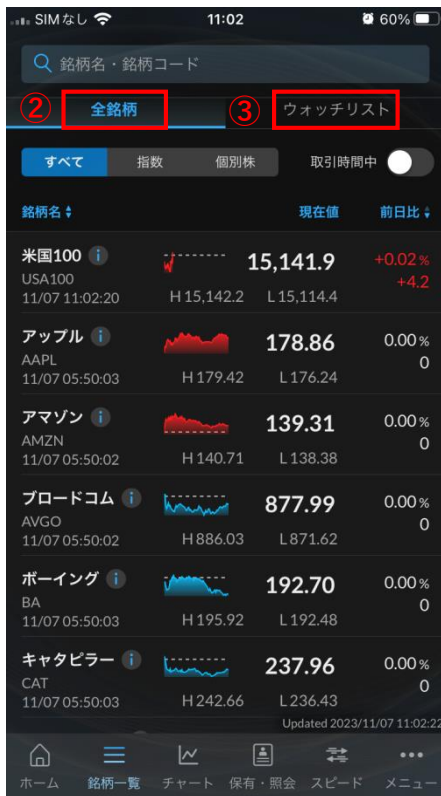 SIMなし 11:02 60%
銘柄名・銘柄コード
② 全銘柄 ③ ウォッチリスト
すべて 指数 個別株 取引時間中
銘柄名 現在値 前日比
米国100 i 15,141.9 +0.02%
USA100 +4.2
11/07 11:02:20 H 15,142.2 L 15,114.4
アップル i 178.86 0.00%
AAPL 0
11/07 05:50:03 H 179.42 L 176.24
アマゾン i 139.31 0.00%
AMZN 0
11/07 05:50:02 H 140.71 L 138.38
ブロードコム i 877.99 0.00%
AVGO 0
11/07 05:50:02 H 886.03 L 871.62
ボーイング i 192.70 0.00%
BA 0
11/07 05:50:03 H 195.92 L 192.48
キャタピラー i 237.96 0.00%
CAT 0
11/07 05:50:03 H 242.66 L 236.43
Updated 2023/11/07 11:02:22
ホーム 銘柄一覧 チャート 保有・照会 スピード メニュー